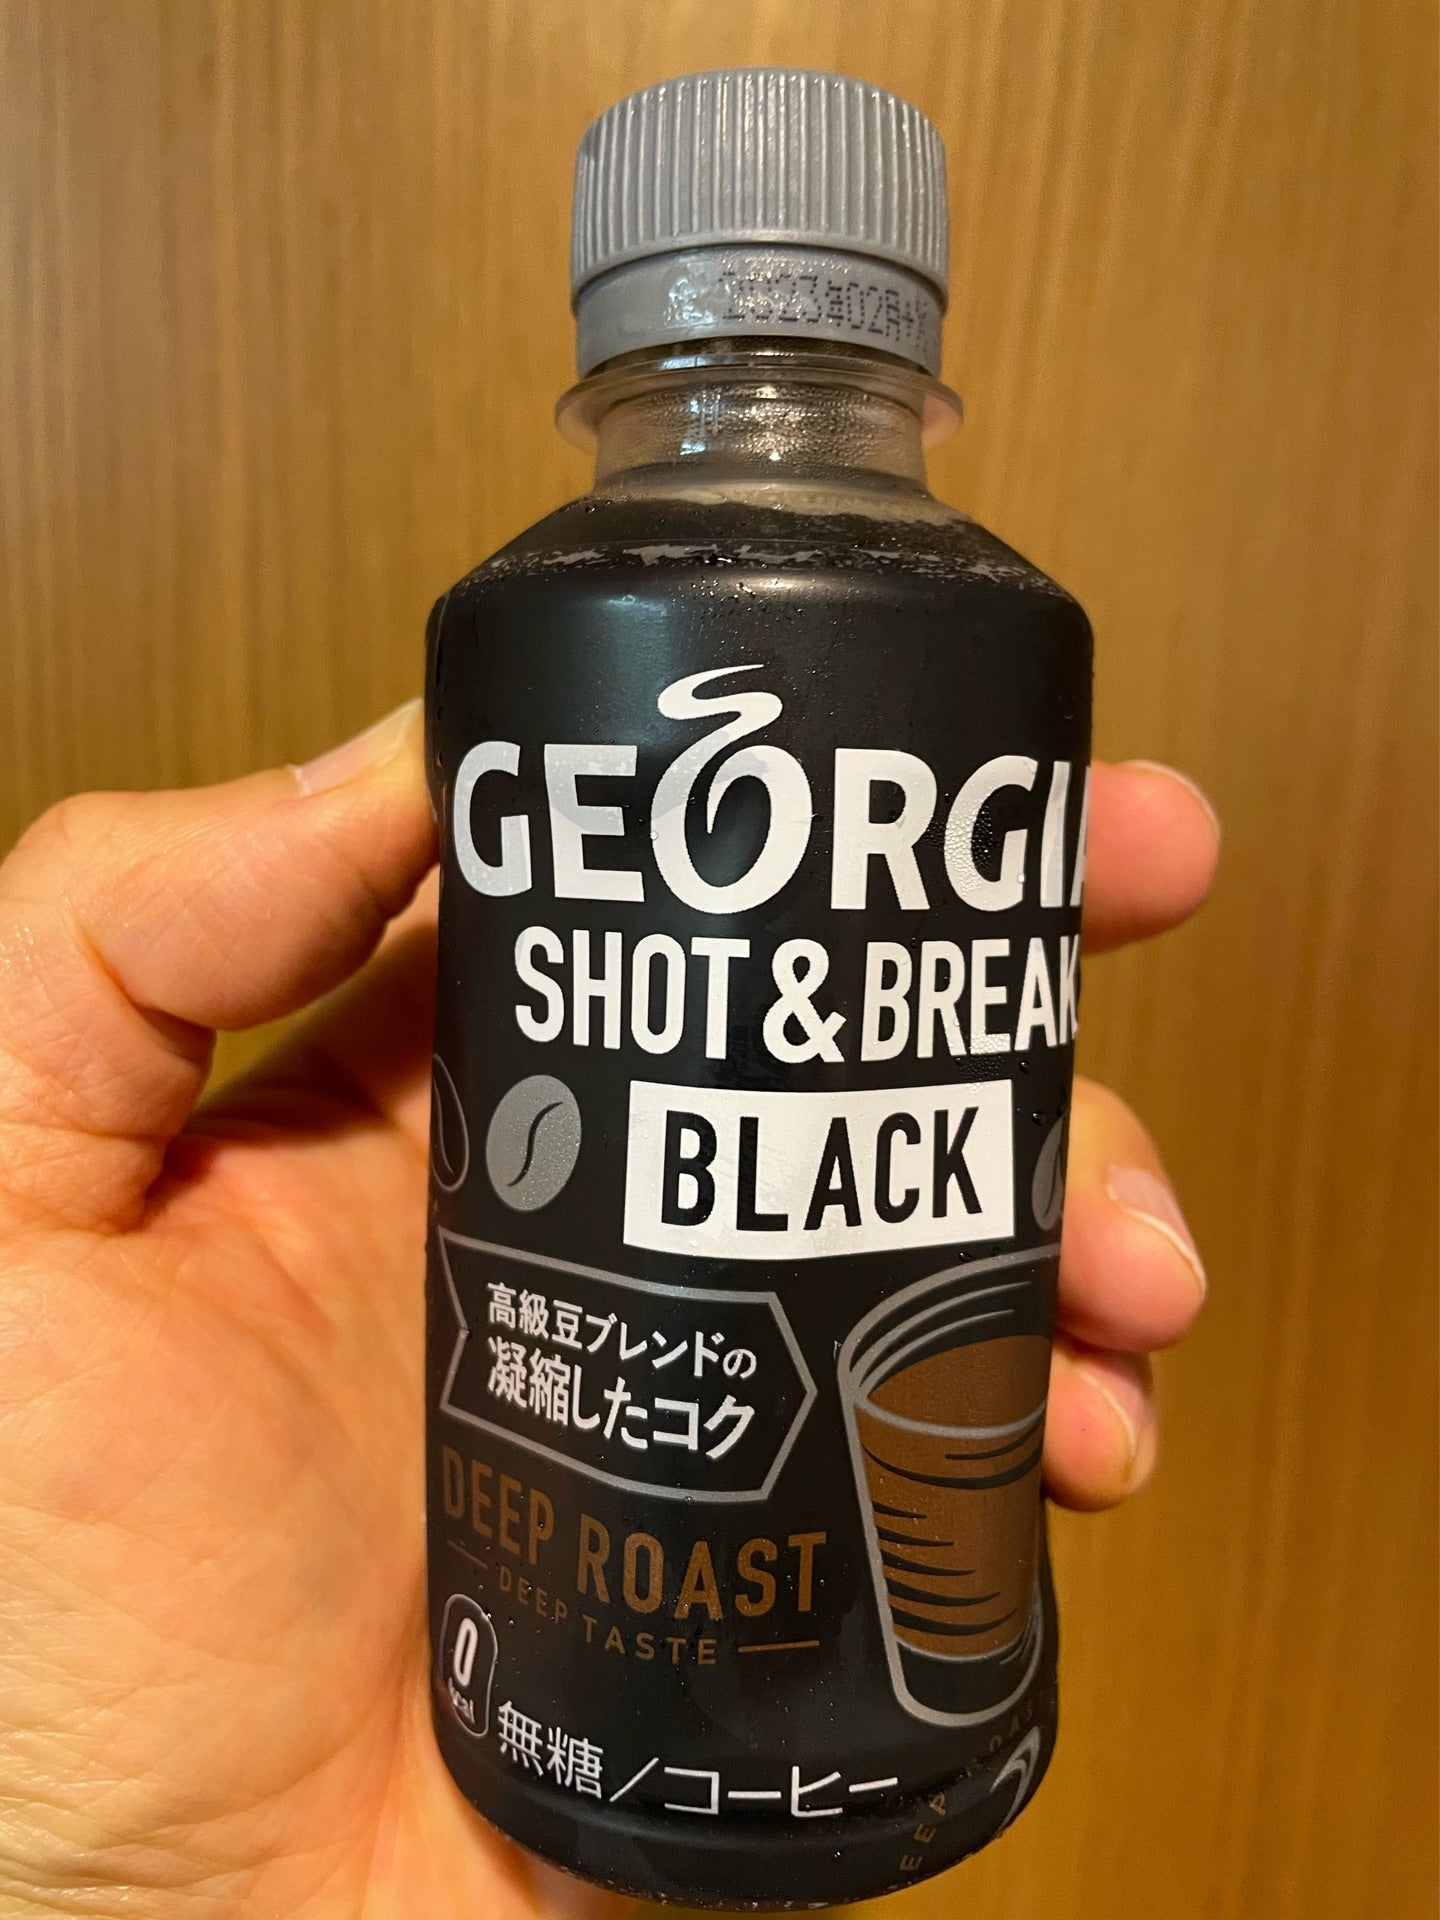 GEORGIA
SHOT & BREAK
BLACK
高級豆ブレンドの
凝縮したコク
DEEP ROAST
DEEP TASTE
0
kcal
無糖/コーヒー